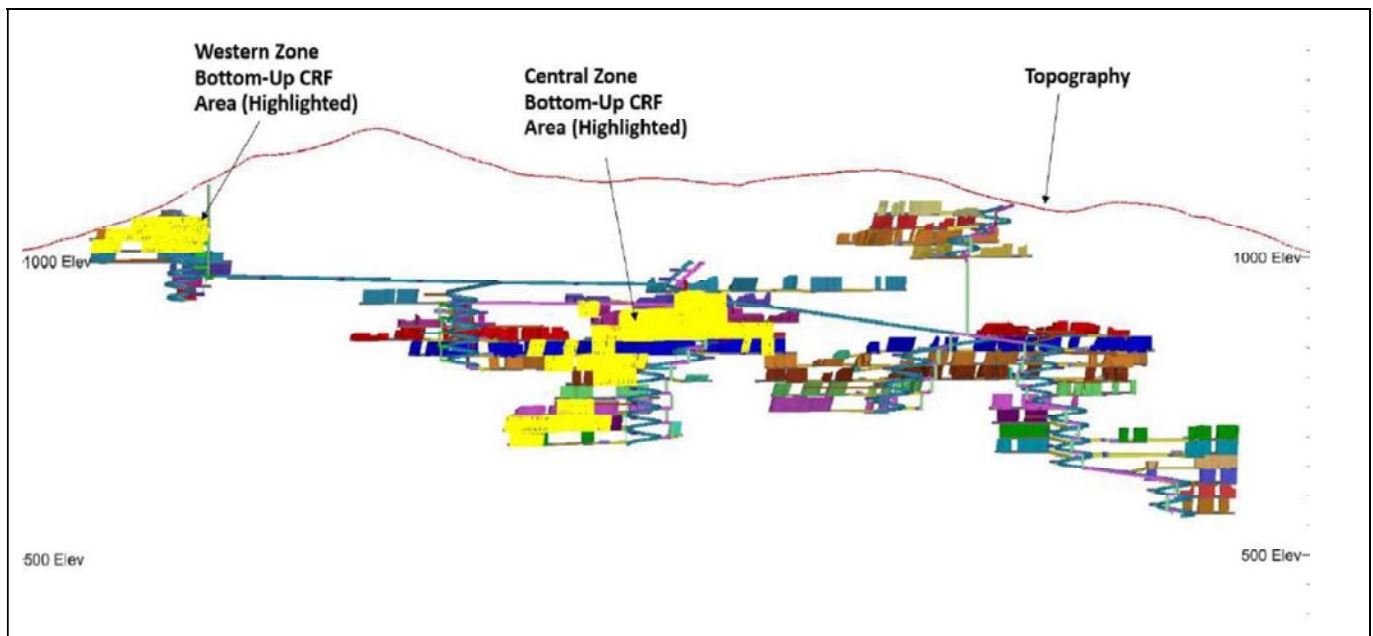 Western Zone
Bottom-Up CRF
Area (Highlighted)
Central Zone
Bottom-Up CRF
Area (Highlighted)
Topography
1000 Elev
1000 Elev
500 Elev
500 Elev